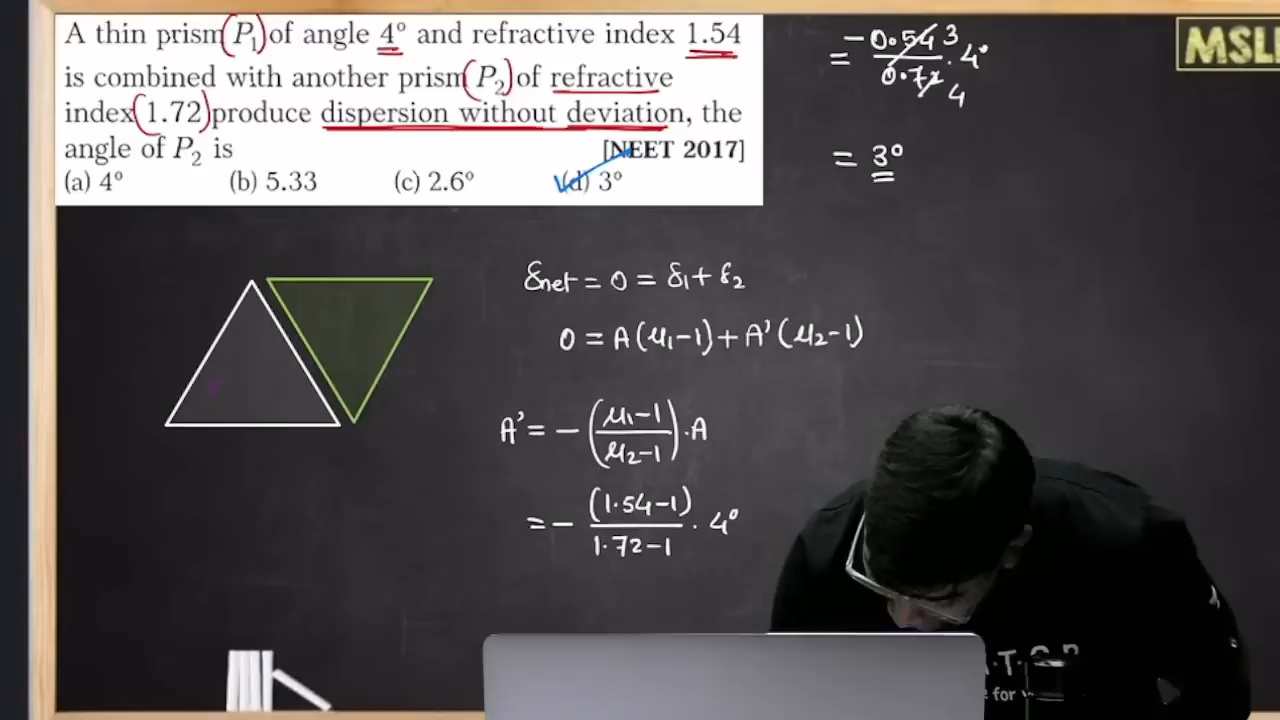 A thin prism (P₁) of angle 4° and refractive index 1.54
is combined with another prism (P₂) of refractive
index (1.72) produce dispersion without deviation, the
angle of P₂ is [NEET 2017]
(a) 4° (b) 5.33 (c) 2.6° (d) 3°
= -0.54 3 / 0.72 4 . 4°
= 3°
MSL
δnet = 0 = δ₁ + δ₂
0 = A(μ₁-1) + A'(μ₂-1)
A' = - (μ₁-1 / μ₂-1) . A
= - (1.54-1) / 1.72-1 . 4°
e for